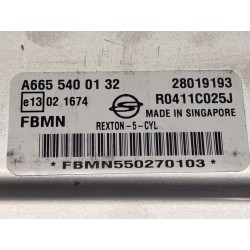 A665 540 01 32 28019193
e13 02 1674 R0411C025J
FBMN MADE IN SINGAPORE
REXTON-5-CYL
*FBMN550270103*